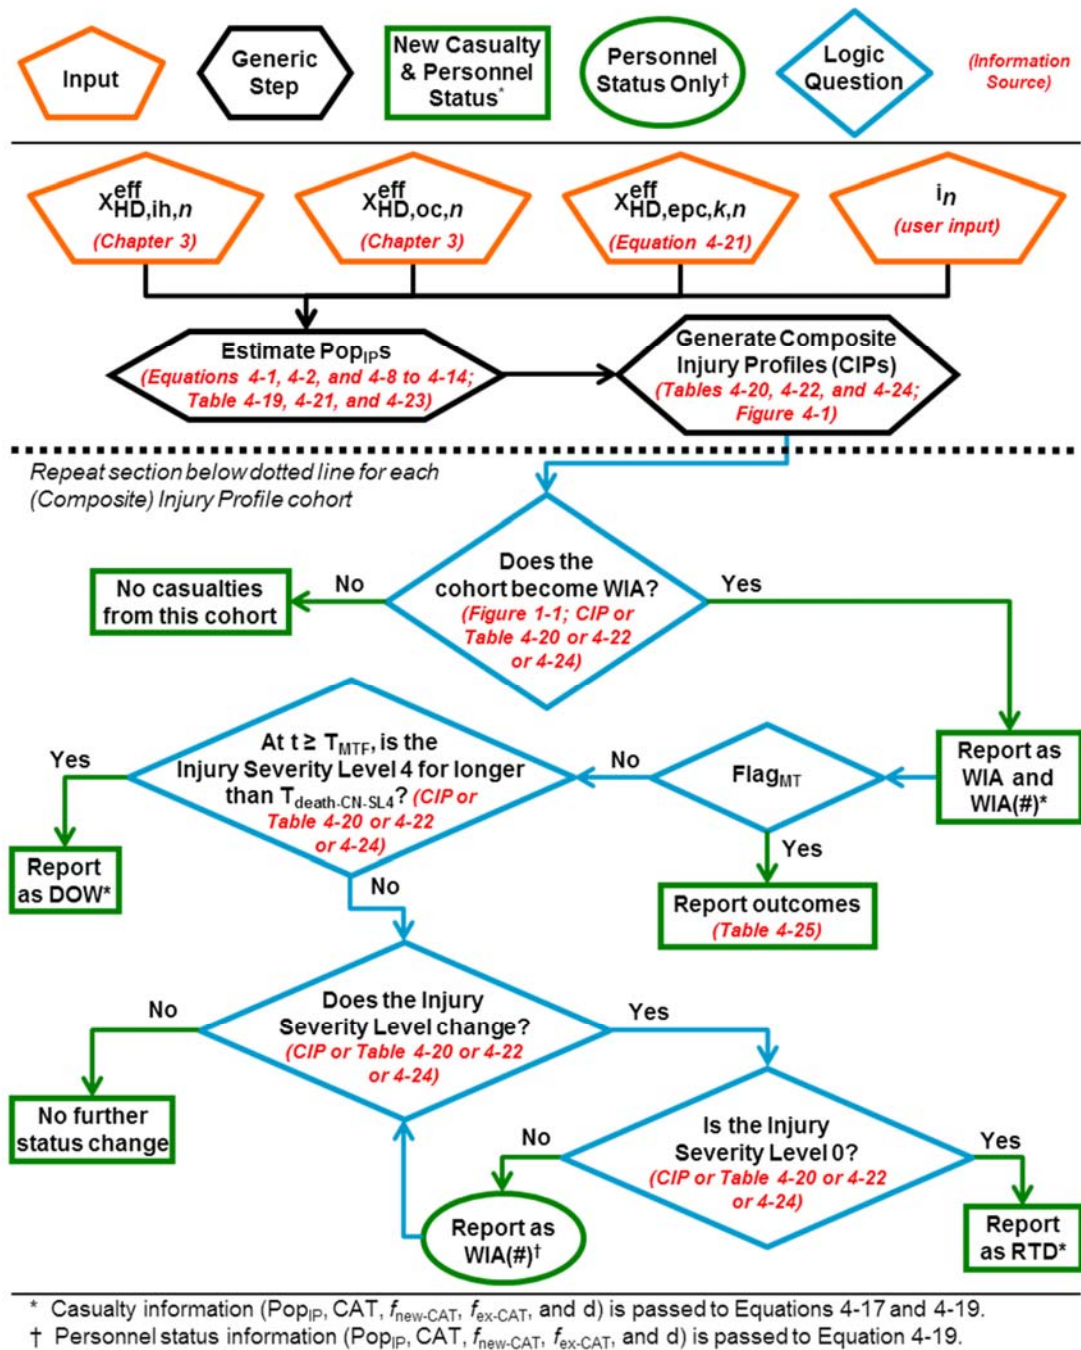 Input
Generic
Step
New Casualty
& Personnel
Status*
Personnel
Status Only†
Logic
Question
(Information
Source)
X^eff_HD,ih,n
(Chapter 3)
X^eff_HD,oc,n
(Chapter 3)
X^eff_HD,epc,k,n
(Equation 4-21)
i_n
(user input)
Estimate Pop_IPs
(Equations 4-1, 4-2, and 4-8 to 4-14;
Table 4-19, 4-21, and 4-23)
Generate Composite
Injury Profiles (CIPs)
(Tables 4-20, 4-22, and 4-24;
Figure 4-1)
Repeat section below dotted line for each
(Composite) Injury Profile cohort
Does the
cohort become WIA?
(Figure 1-1; CIP or
Table 4-20 or 4-22
or 4-24)
No
Yes
No casualties
from this cohort
At t ≥ T_MTF, is the
Injury Severity Level 4 for longer
than T_death-CN-SL4? (CIP or
Table 4-20 or 4-22
or 4-24)
Yes
No
Flag_MT
No
Yes
Report as
WIA and
WIA(#)*
Report
as DOW*
Report outcomes
(Table 4-25)
Does the Injury
Severity Level change?
(CIP or Table 4-20 or 4-22
or 4-24)
No
Yes
No further
status change
Is the Injury
Severity Level 0?
(CIP or Table 4-20 or 4-22
or 4-24)
No
Yes
Report as
WIA(#)†
Report
as RTD*
* Casualty information (Pop_IP, CAT, f_new-CAT, f_ex-CAT, and d) is passed to Equations 4-17 and 4-19.
† Personnel status information (Pop_IP, CAT, f_new-CAT, f_ex-CAT, and d) is passed to Equation 4-19.